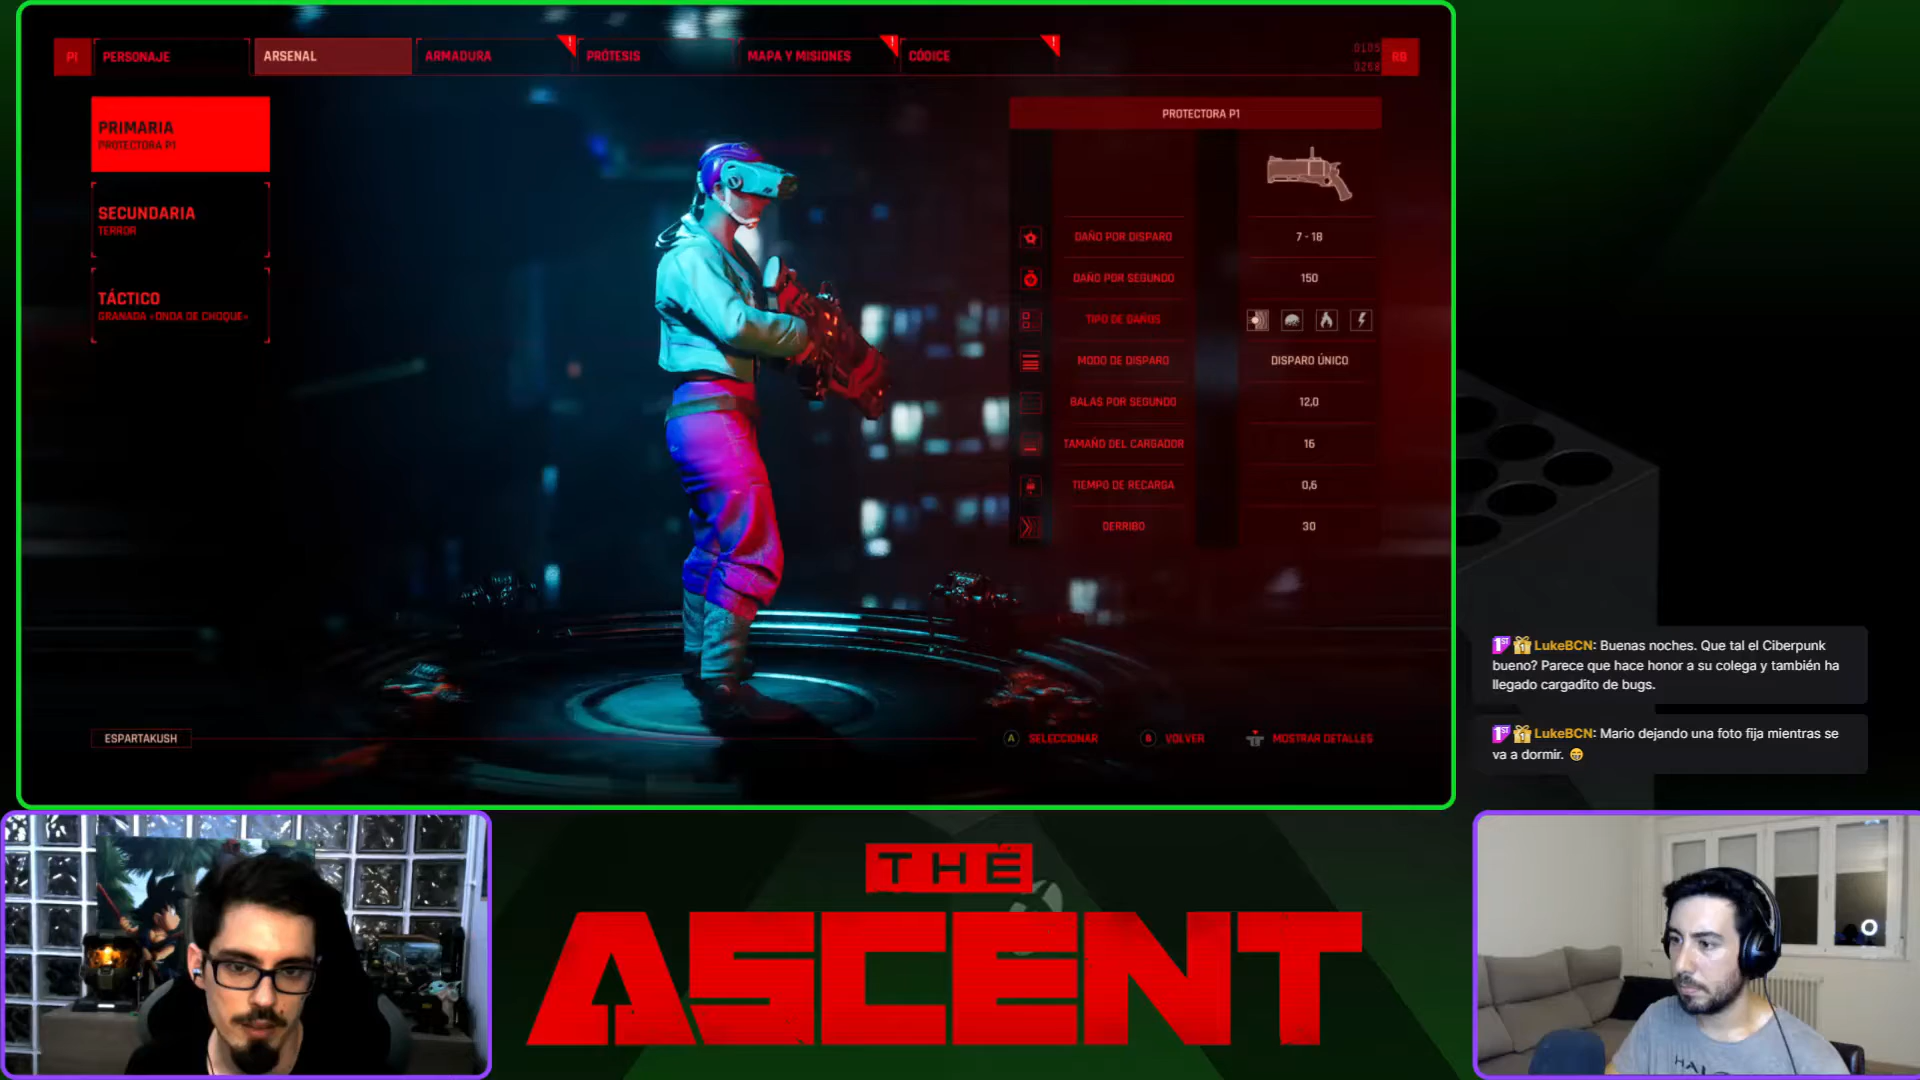 PERSONAJE
ARSENAL
ARMADURA
!
PRÓTESIS
MAPA Y MISIONES
!
CÓDICE
!
0105
0268
RB
PRIMARIA
PROTECTORA P1
SECUNDARIA
TERROR
TÁCTICO
GRANADA «ONDA DE CHOQUE»
PROTECTORA P1
DAÑO POR DISPARO 7 - 18
DAÑO POR SEGUNDO 150
TIPO DE DAÑOS
MODO DE DISPARO DISPARO ÚNICO
BALAS POR SEGUNDO 12,0
TAMAÑO DEL CARGADOR 16
TIEMPO DE RECARGA 0,6
DERRIBO 30
ESPARTAKUSH
A SELECCIONAR
B VOLVER
MOSTRAR DETALLES
1ST LukeBCN: Buenas noches. Que tal el Ciberpunk
bueno? Parece que hace honor a su colega y también ha
llegado cargadito de bugs.
1ST LukeBCN: Mario dejando una foto fija mientras se
va a dormir. 😁
THE
ASCENT